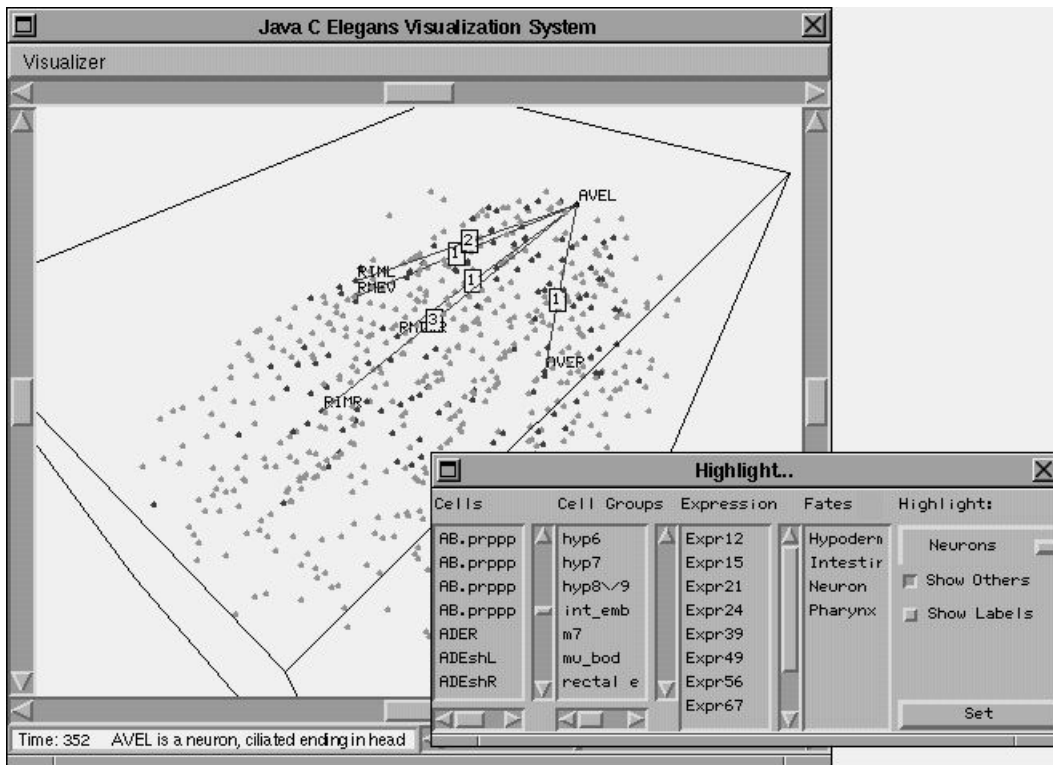 Java C Elegans Visualization System
Visualizer
AVEL
2
1
RIML
RMEV
1
1
3
AVER
RIMR
Highlight...
Cells Cell Groups Expression Fates Highlight:
AB.prppp hyp6 Expr12 Hypoderm Neurons
AB.prppp hyp7 Expr15 Intestir
AB.prppp hyp8\/9 Expr21 Neuron Show Others
AB.prppp int_emb Expr24 Pharynx Show Labels
ADER m7 Expr39
ADEshL mu_bod Expr49
ADEshR rectal e Expr56
Expr67
Set
Time: 352 AVEL is a neuron, ciliated ending in head